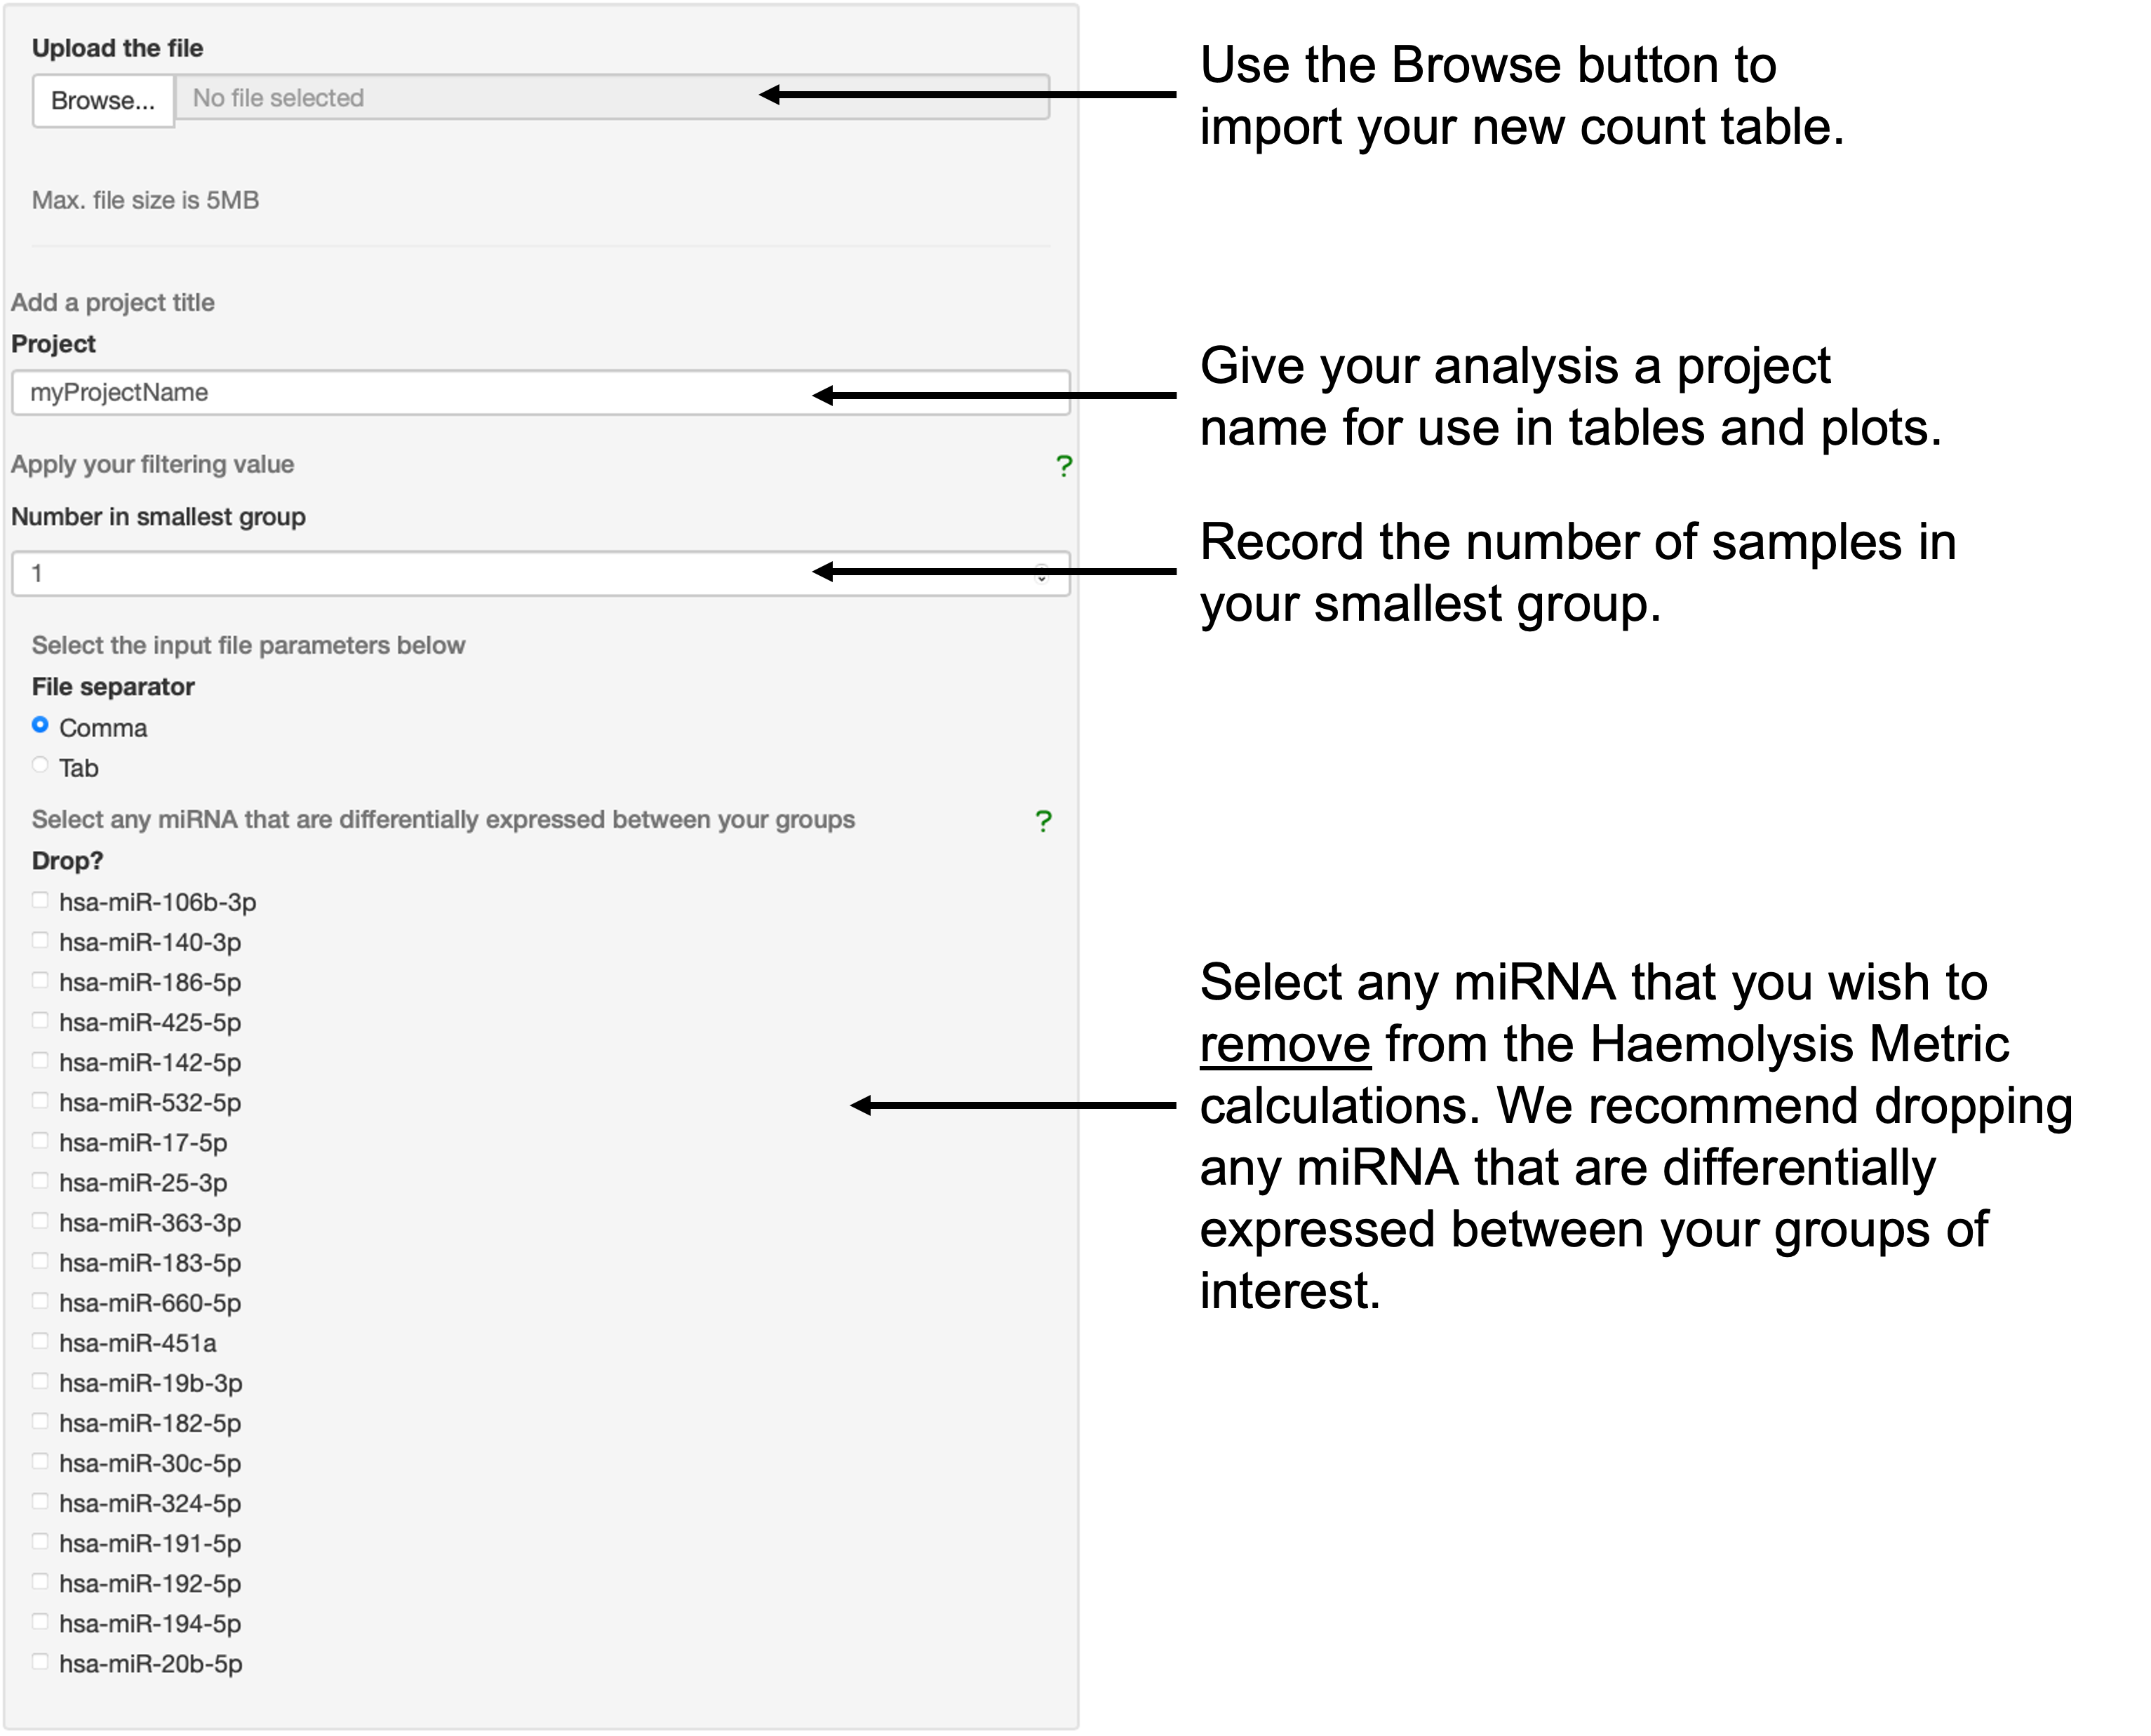 Upload the file
Browse...
No file selected
Max. file size is 5MB
Add a project title
Project
myProjectName
Apply your filtering value
?
Number in smallest group
1
Select the input file parameters below
File separator
Comma
Tab
Select any miRNA that are differentially expressed between your groups
?
Drop?
hsa-miR-106b-3p
hsa-miR-140-3p
hsa-miR-186-5p
hsa-miR-425-5p
hsa-miR-142-5p
hsa-miR-532-5p
hsa-miR-17-5p
hsa-miR-25-3p
hsa-miR-363-3p
hsa-miR-183-5p
hsa-miR-660-5p
hsa-miR-451a
hsa-miR-19b-3p
hsa-miR-182-5p
hsa-miR-30c-5p
hsa-miR-324-5p
hsa-miR-191-5p
hsa-miR-192-5p
hsa-miR-194-5p
hsa-miR-20b-5p
Use the Browse button to
import your new count table.
Give your analysis a project
name for use in tables and plots.
Record the number of samples in
your smallest group.
Select any miRNA that you wish to
remove from the Haemolysis Metric
calculations. We recommend dropping
any miRNA that are differentially
expressed between your groups of
interest.